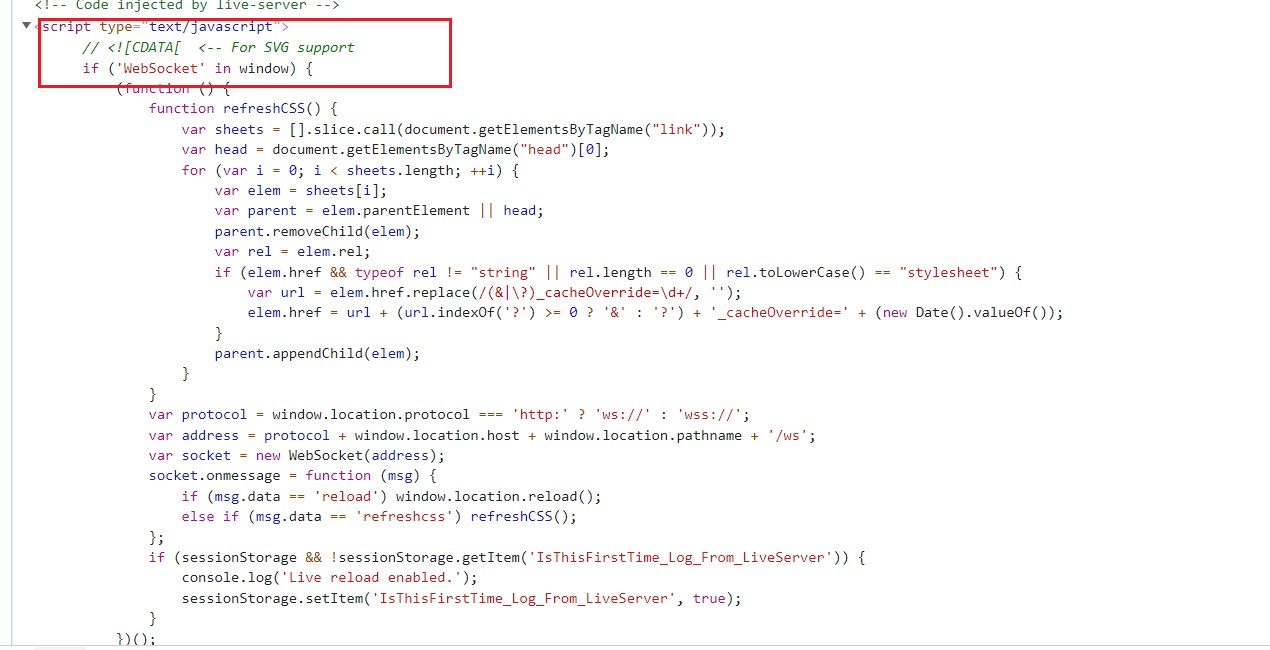 <!-- Code injected by live-server -->
<script type="text/javascript">
// <![CDATA[  <-- For SVG support
if ('WebSocket' in window) {
(function () {
function refreshCSS() {
var sheets = [].slice.call(document.getElementsByTagName("link"));
var head = document.getElementsByTagName("head")[0];
for (var i = 0; i < sheets.length; ++i) {
var elem = sheets[i];
var parent = elem.parentElement || head;
parent.removeChild(elem);
var rel = elem.rel;
if (elem.href && typeof rel != "string" || rel.length == 0 || rel.toLowerCase() == "stylesheet") {
var url = elem.href.replace(/(&|\?)_cacheOverride=\d+/, '');
elem.href = url + (url.indexOf('?') >= 0 ? '&' : '?') + '_cacheOverride=' + (new Date().valueOf());
}
parent.appendChild(elem);
}
}
var protocol = window.location.protocol === 'http:' ? 'ws://' : 'wss://';
var address = protocol + window.location.host + window.location.pathname + '/ws';
var socket = new WebSocket(address);
socket.onmessage = function (msg) {
if (msg.data == 'reload') window.location.reload();
else if (msg.data == 'refreshcss') refreshCSS();
};
if (sessionStorage && !sessionStorage.getItem('IsThisFirstTime_Log_From_LiveServer')) {
console.log('Live reload enabled.');
sessionStorage.setItem('IsThisFirstTime_Log_From_LiveServer', true);
}
})();